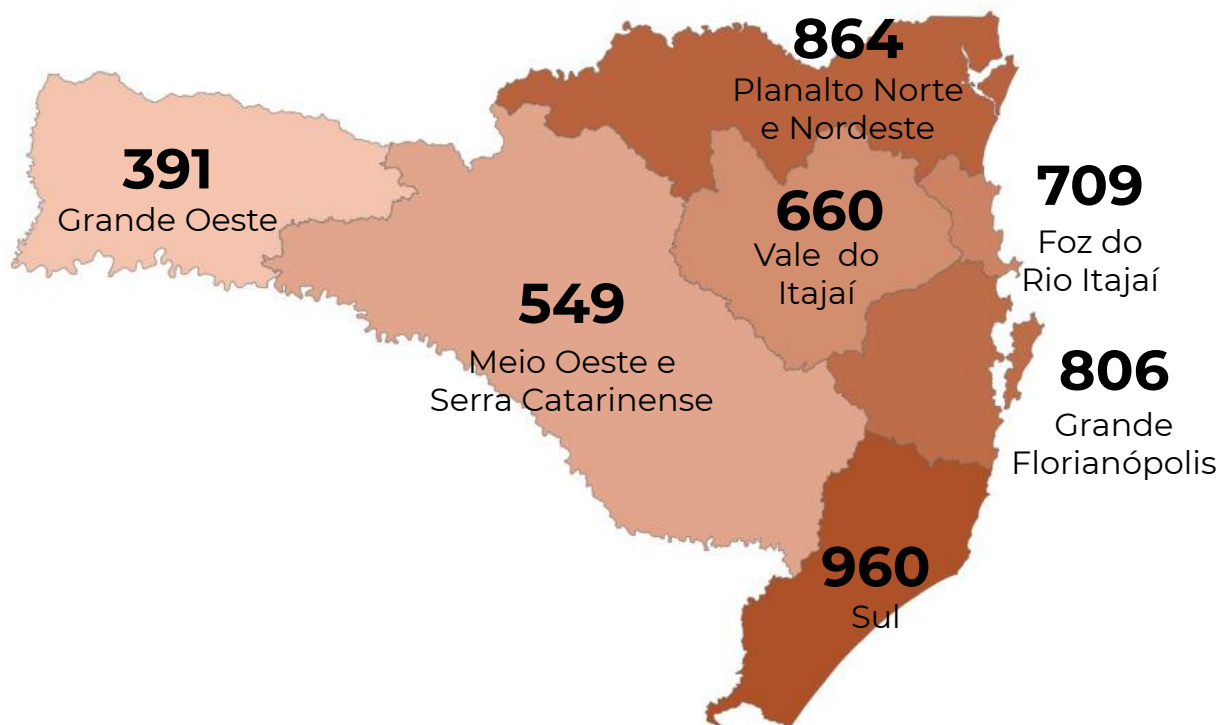 864
Planalto Norte
e Nordeste
391
Grande Oeste
709
Foz do
Rio Itajaí
660
Vale do
Itajaí
549
Meio Oeste e
Serra Catarinense
806
Grande
Florianópolis
960
Sul